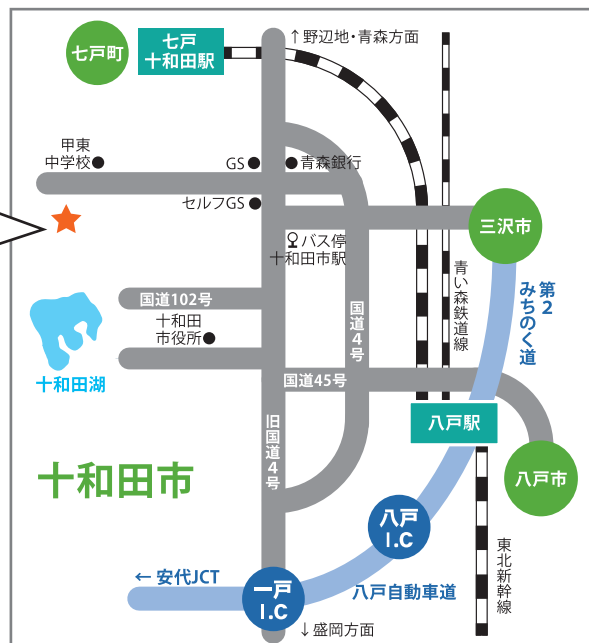 ↑野辺地・青森方面
七戸町
七戸
十和田駅
甲東
中学校
GS
青森銀行
セルフGS
三沢市
バス停
十和田市駅
青い森鉄道線
第2
みちのく道
国道102号
十和田
市役所
国道4号
十和田湖
国道45号
八戸駅
旧国道4号
十和田市
八戸市
八戸
I.C
東北新幹線
← 安代JCT
一戸
I.C
八戸自動車道
↓盛岡方面